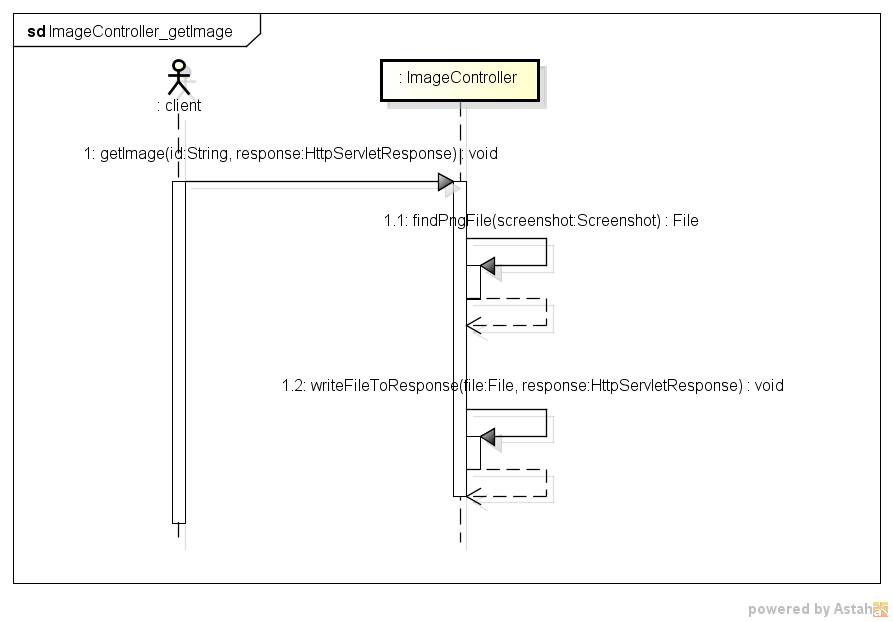 sd ImageController_getImage
: client
: ImageController
1: getImage(id:String, response:HttpServletResponse) : void
1.1: findPngFile(screenshot:Screenshot) : File
1.2: writeFileToResponse(file:File, response:HttpServletResponse) : void
powered by Astah